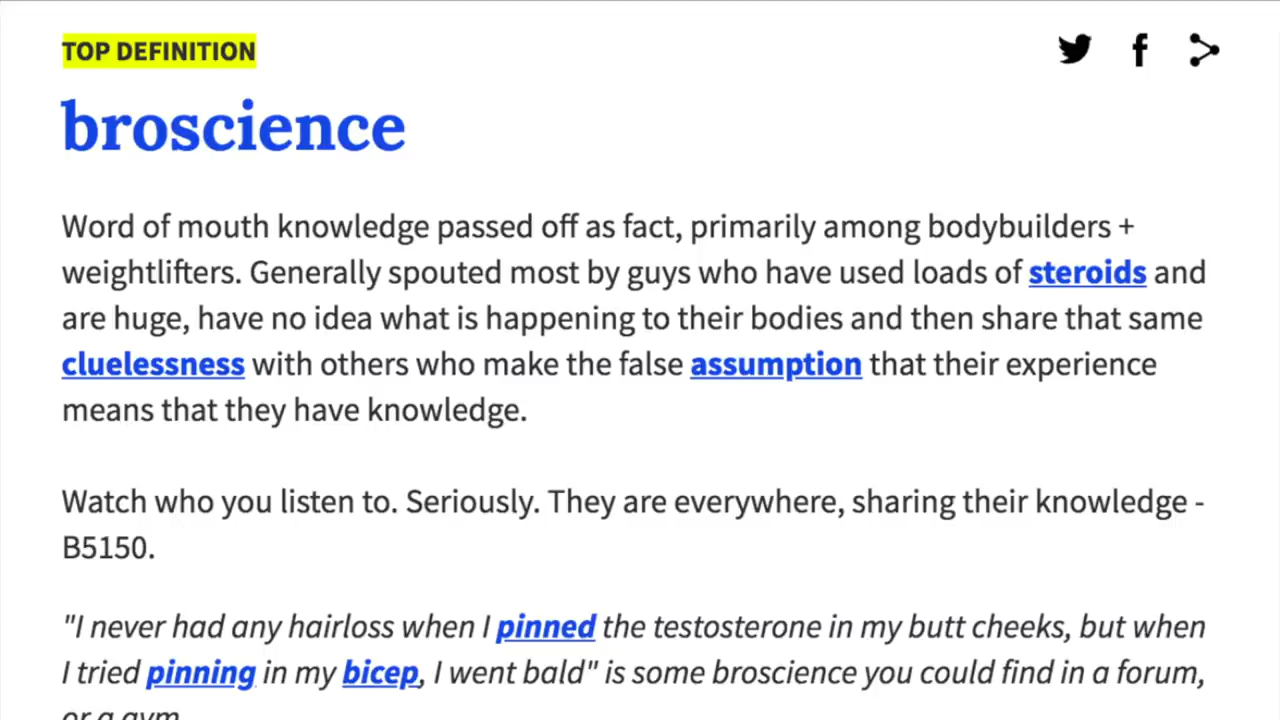 TOP DEFINITION
broscience
Word of mouth knowledge passed off as fact, primarily among bodybuilders +
weightlifters. Generally spouted most by guys who have used loads of steroids and
are huge, have no idea what is happening to their bodies and then share that same
cluelessness with others who make the false assumption that their experience
means that they have knowledge.
Watch who you listen to. Seriously. They are everywhere, sharing their knowledge -
B5150.
"I never had any hairloss when I pinned the testosterone in my butt cheeks, but when
I tried pinning in my bicep, I went bald" is some broscience you could find in a forum,
or a gym